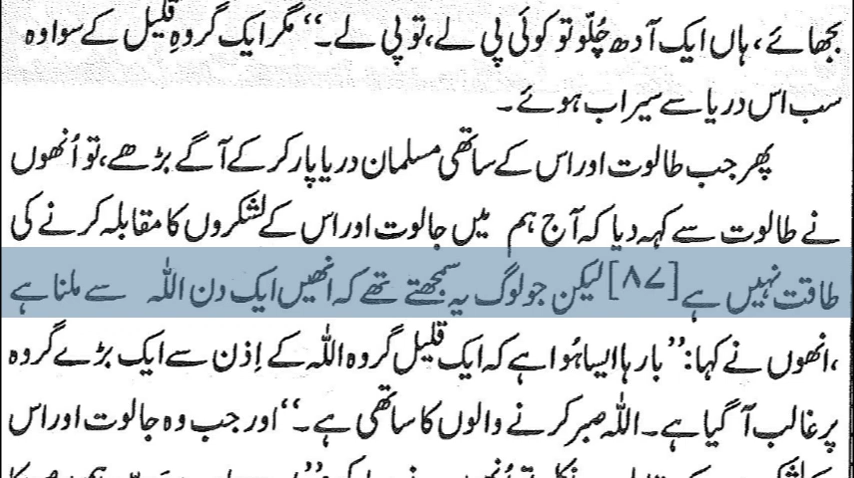 بجھائے، ہاں ایک آدھ چُلّو تو کوئی پی لے، تو پی لے۔‘‘ مگر ایک گروہِ قلیل کے سوا وہ
سب اس دریا سے سیراب ہوئے۔
پھر جب طالوت اور اس کے ساتھی مسلمان دریا پار کر کے آگے بڑھے، تو اُنھوں
نے طالوت سے کہہ دیا کہ آج ہم میں جالوت اور اس کے لشکروں کا مقابلہ کرنے کی
طاقت نہیں ہے [۸۷] لیکن جو لوگ یہ سمجھتے تھے کہ انھیں ایک دن اللہ سے ملنا ہے
،انھوں نے کہا: ’’بار ہا ایسا ہُوا ہے کہ ایک قلیل گروہ اللہ کے اِذن سے ایک بڑے گروہ
پر غالب آگیا ہے۔ اللہ صبر کرنے والوں کا ساتھی ہے۔‘‘ اور جب وہ جالوت اور اس